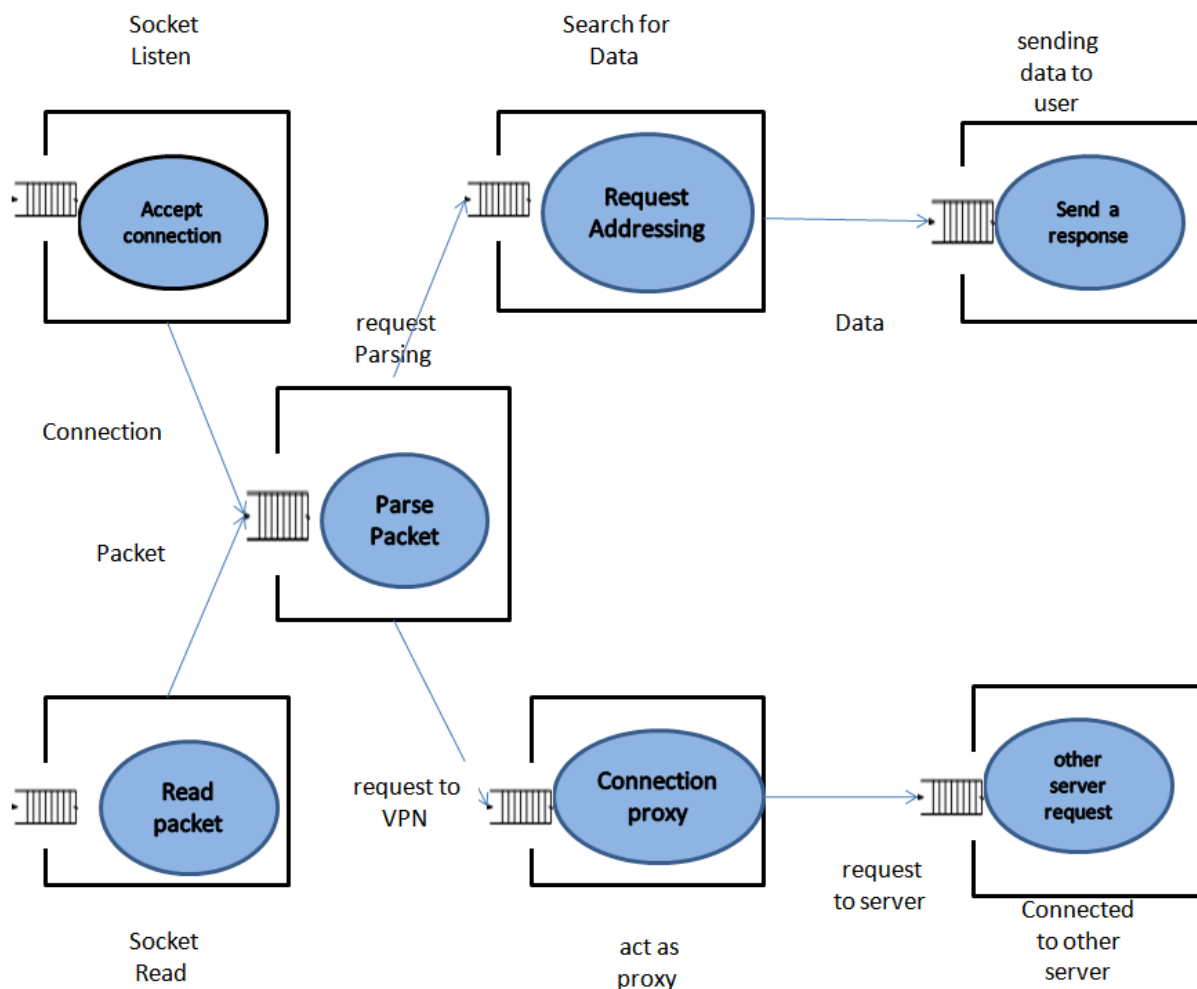 Socket
Listen
Search for
Data
sending
data to
user
Accept
connection
Request
Addressing
Send a
response
request
Parsing
Data
Connection
Parse
Packet
Packet
Read
packet
request to
VPN
Connection
proxy
other
server
request
request
to server
Connected
to other
server
Socket
Read
act as
proxy